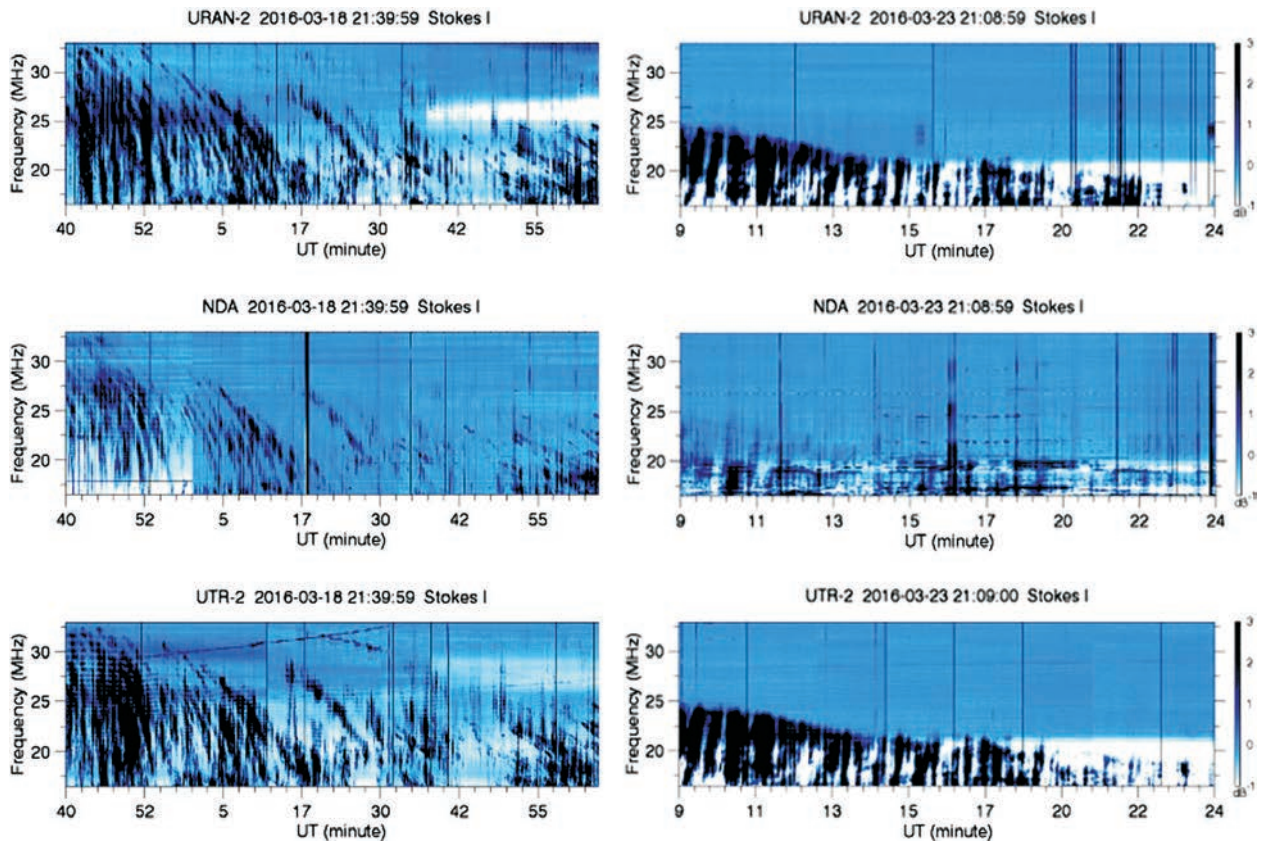 URAN-2 2016-03-18 21:39:59 Stokes I
Frequency (MHz)
30
25
20
40 52 5 17 30 42 55
UT (minute)
URAN-2 2016-03-23 21:08:59 Stokes I
Frequency (MHz)
30
25
20
9 11 13 15 17 20 22 24
UT (minute)
3
2
1
0
-1
dB
NDA 2016-03-18 21:39:59 Stokes I
Frequency (MHz)
30
25
20
40 52 5 17 30 42 55
UT (minute)
NDA 2016-03-23 21:08:59 Stokes I
Frequency (MHz)
30
25
20
9 11 13 15 17 20 22 24
UT (minute)
3
2
1
0
-1
dB
UTR-2 2016-03-18 21:39:59 Stokes I
Frequency (MHz)
30
25
20
40 52 5 17 30 42 55
UT (minute)
UTR-2 2016-03-23 21:09:00 Stokes I
Frequency (MHz)
30
25
20
9 11 13 15 17 20 22 24
UT (minute)
3
2
1
0
-1
dB